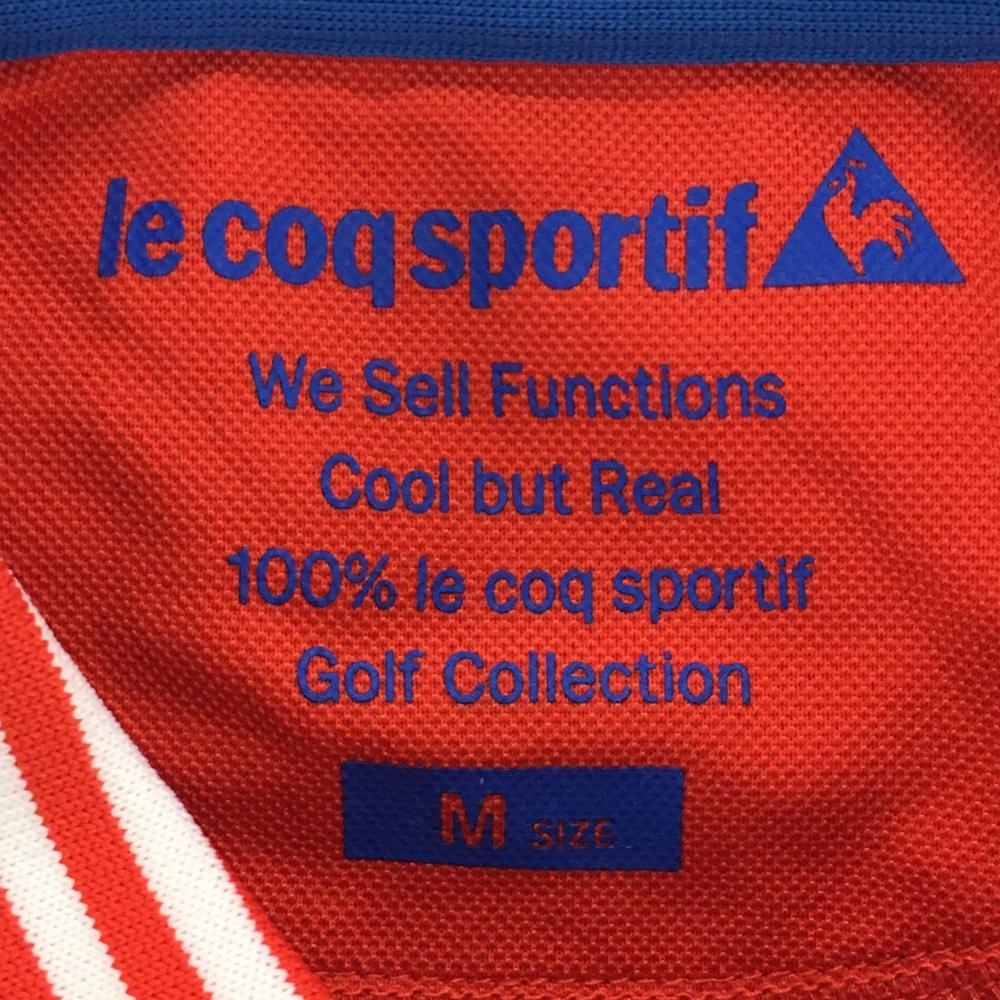 le coq sportif
We Sell Functions
Cool but Real
100% le coq sportif
Golf Collection
M SIZE